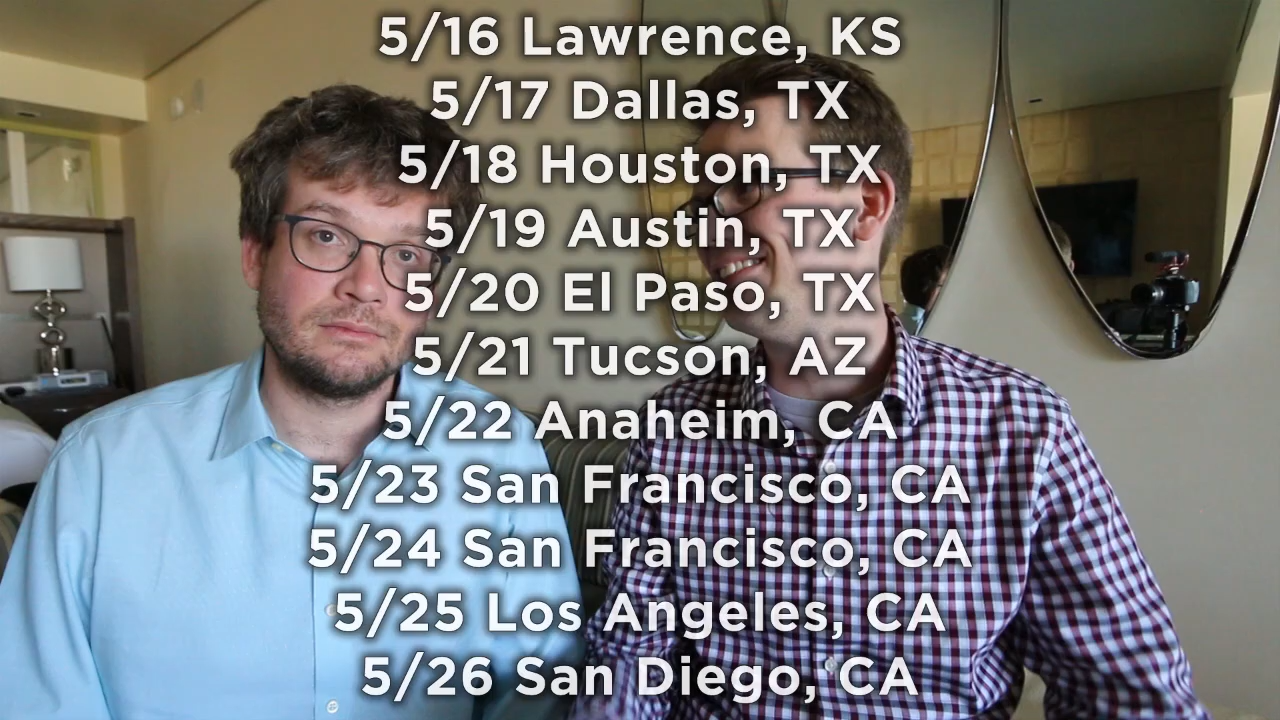 5/16 Lawrence, KS
5/17 Dallas, TX
5/18 Houston, TX
5/19 Austin, TX
5/20 El Paso, TX
5/21 Tucson, AZ
5/22 Anaheim, CA
5/23 San Francisco, CA
5/24 San Francisco, CA
5/25 Los Angeles, CA
5/26 San Diego, CA